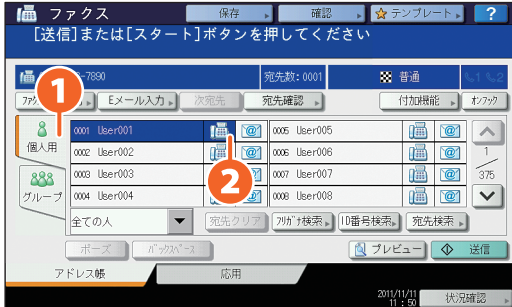 ファクス 保存 確認 テンプレート ?
[送信]または[スタート]ボタンを押してください
-7890 宛先数:0001 普通 1 2
Eメール入力 次宛先 宛先確認 付加機能 オンフック
1
個人用
グループ
0001 User001 0005 User005
0002 User002 0006 User006
0003 User003 0007 User007
0004 User004 0008 User008
2
1
375
全ての人 宛先クリア フリガナ検索 ID番号検索 宛先検索
ポーズ バックスペース プレビュー 送信
アドレス帳 応用
2011/11/11
11:50 状況確認